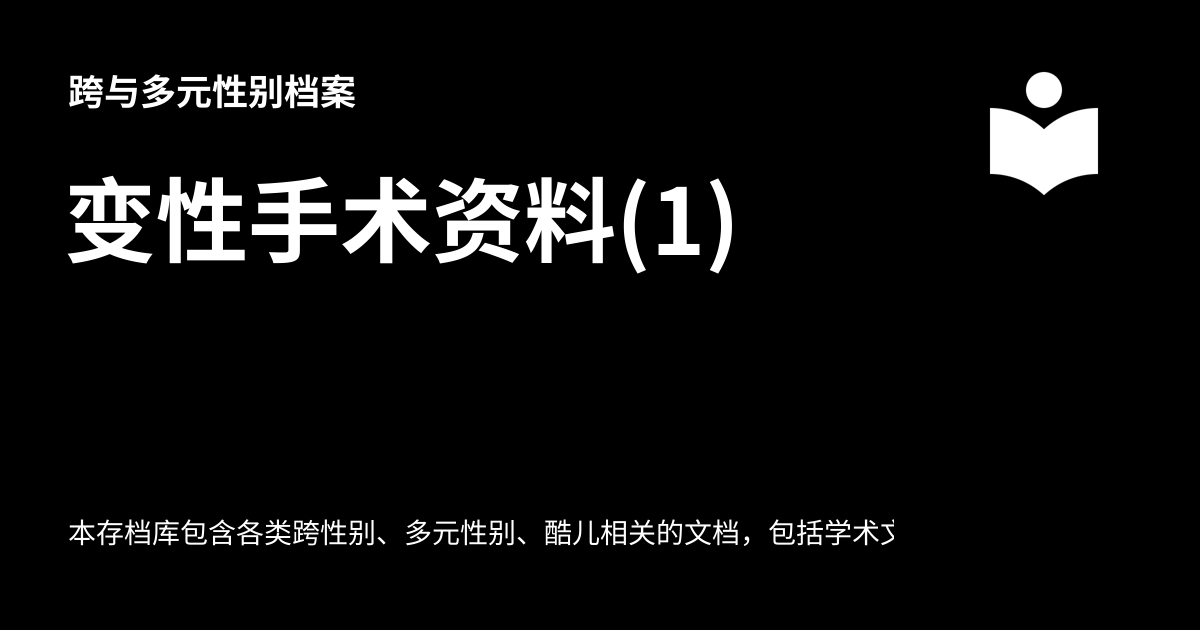 跨与多元性别档案
变性手术资料(1)
本存档库包含各类跨性别、多元性别、酷儿相关的文档，包括学术